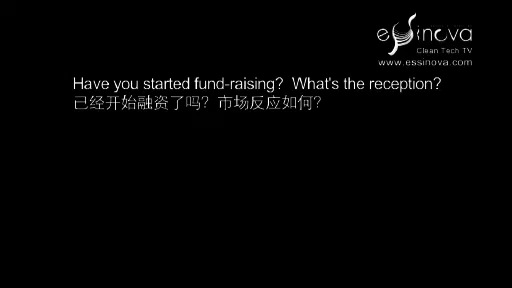 essinova
Clean Tech TV
www.essinova.com
Have you started fund-raising? What's the reception?
已经开始融资了吗? 市场反应如何?